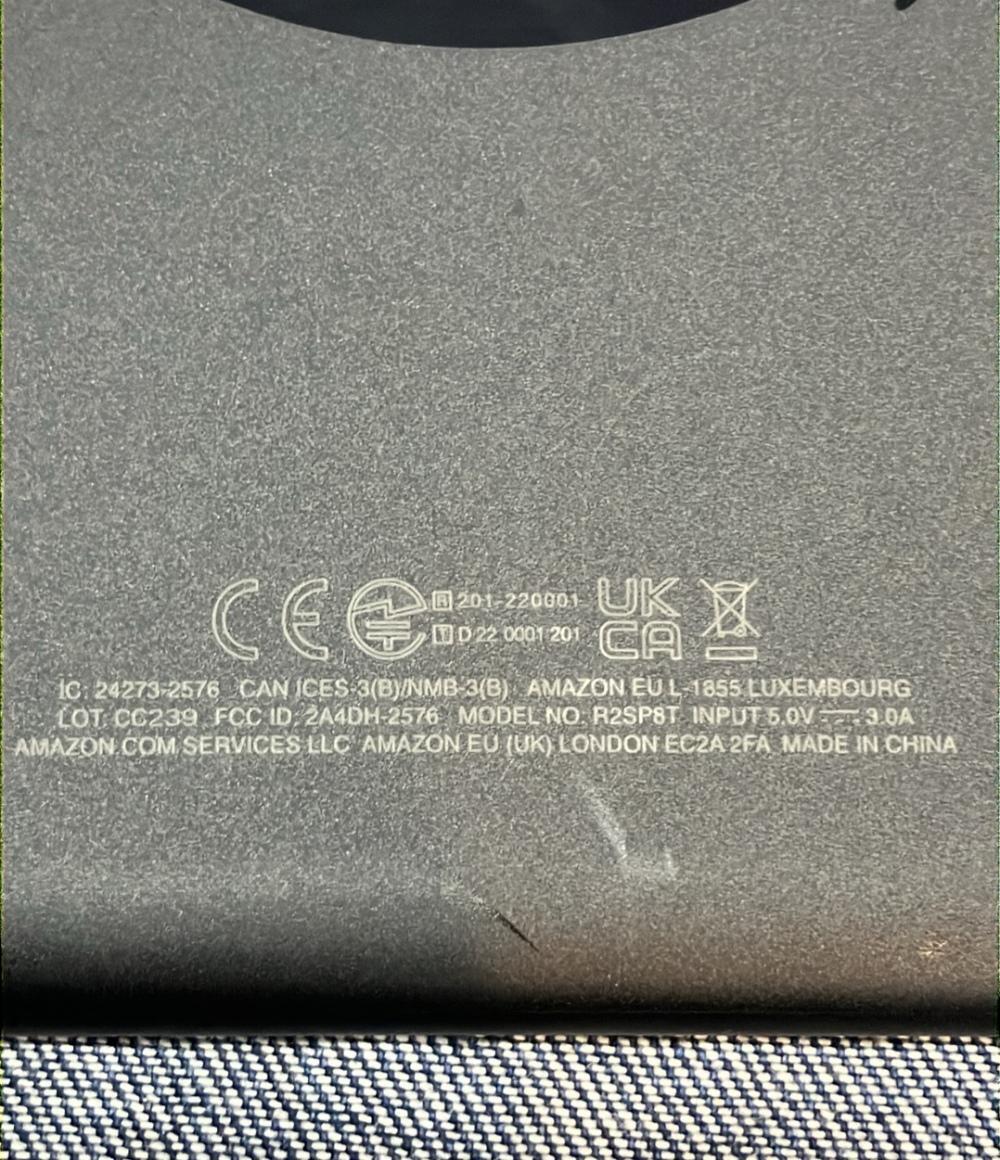 CE R 201-220001 UK
T D 22 0001 201 CA
IC: 24273-2576 CAN ICES-3(B)/NMB-3(B) AMAZON EU L-1855 LUXEMBOURG
LOT CC239 FCC ID: 2A4DH-2576 MODEL NO. R2SP8T INPUT 5.0V ⎓ 3.0A
AMAZON.COM SERVICES LLC AMAZON EU (UK) LONDON EC2A 2FA MADE IN CHINA